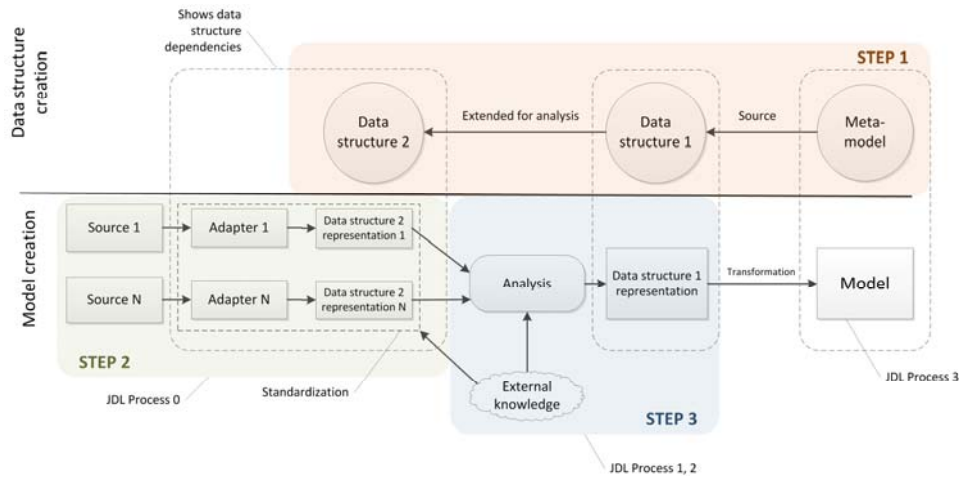 Shows data
structure
dependencies
STEP 1
Data structure
creation
Data
structure 2
Extended for analysis
Data
structure 1
Source
Meta-
model
Model creation
Source 1
Adapter 1
Data structure 2
representation 1
Source N
Adapter N
Data structure 2
representation N
Analysis
Data structure 1
representation
Transformation
Model
STEP 2
Standardization
External
knowledge
STEP 3
JDL Process 0
JDL Process 3
JDL Process 1, 2